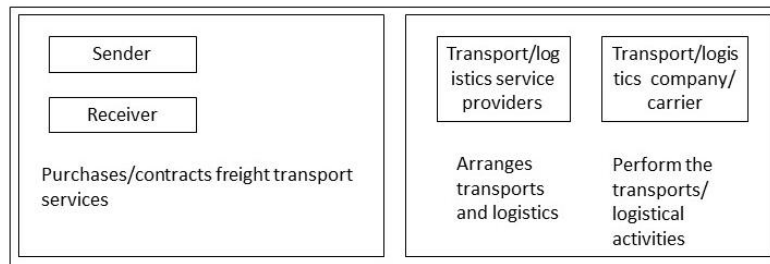 Sender
Receiver
Purchases/contracts freight transport
services
Transport/log
istics service
providers
Arranges
transports
and logistics
Transport/logis
tics company/
carrier
Perform the
transports/
logistical
activities